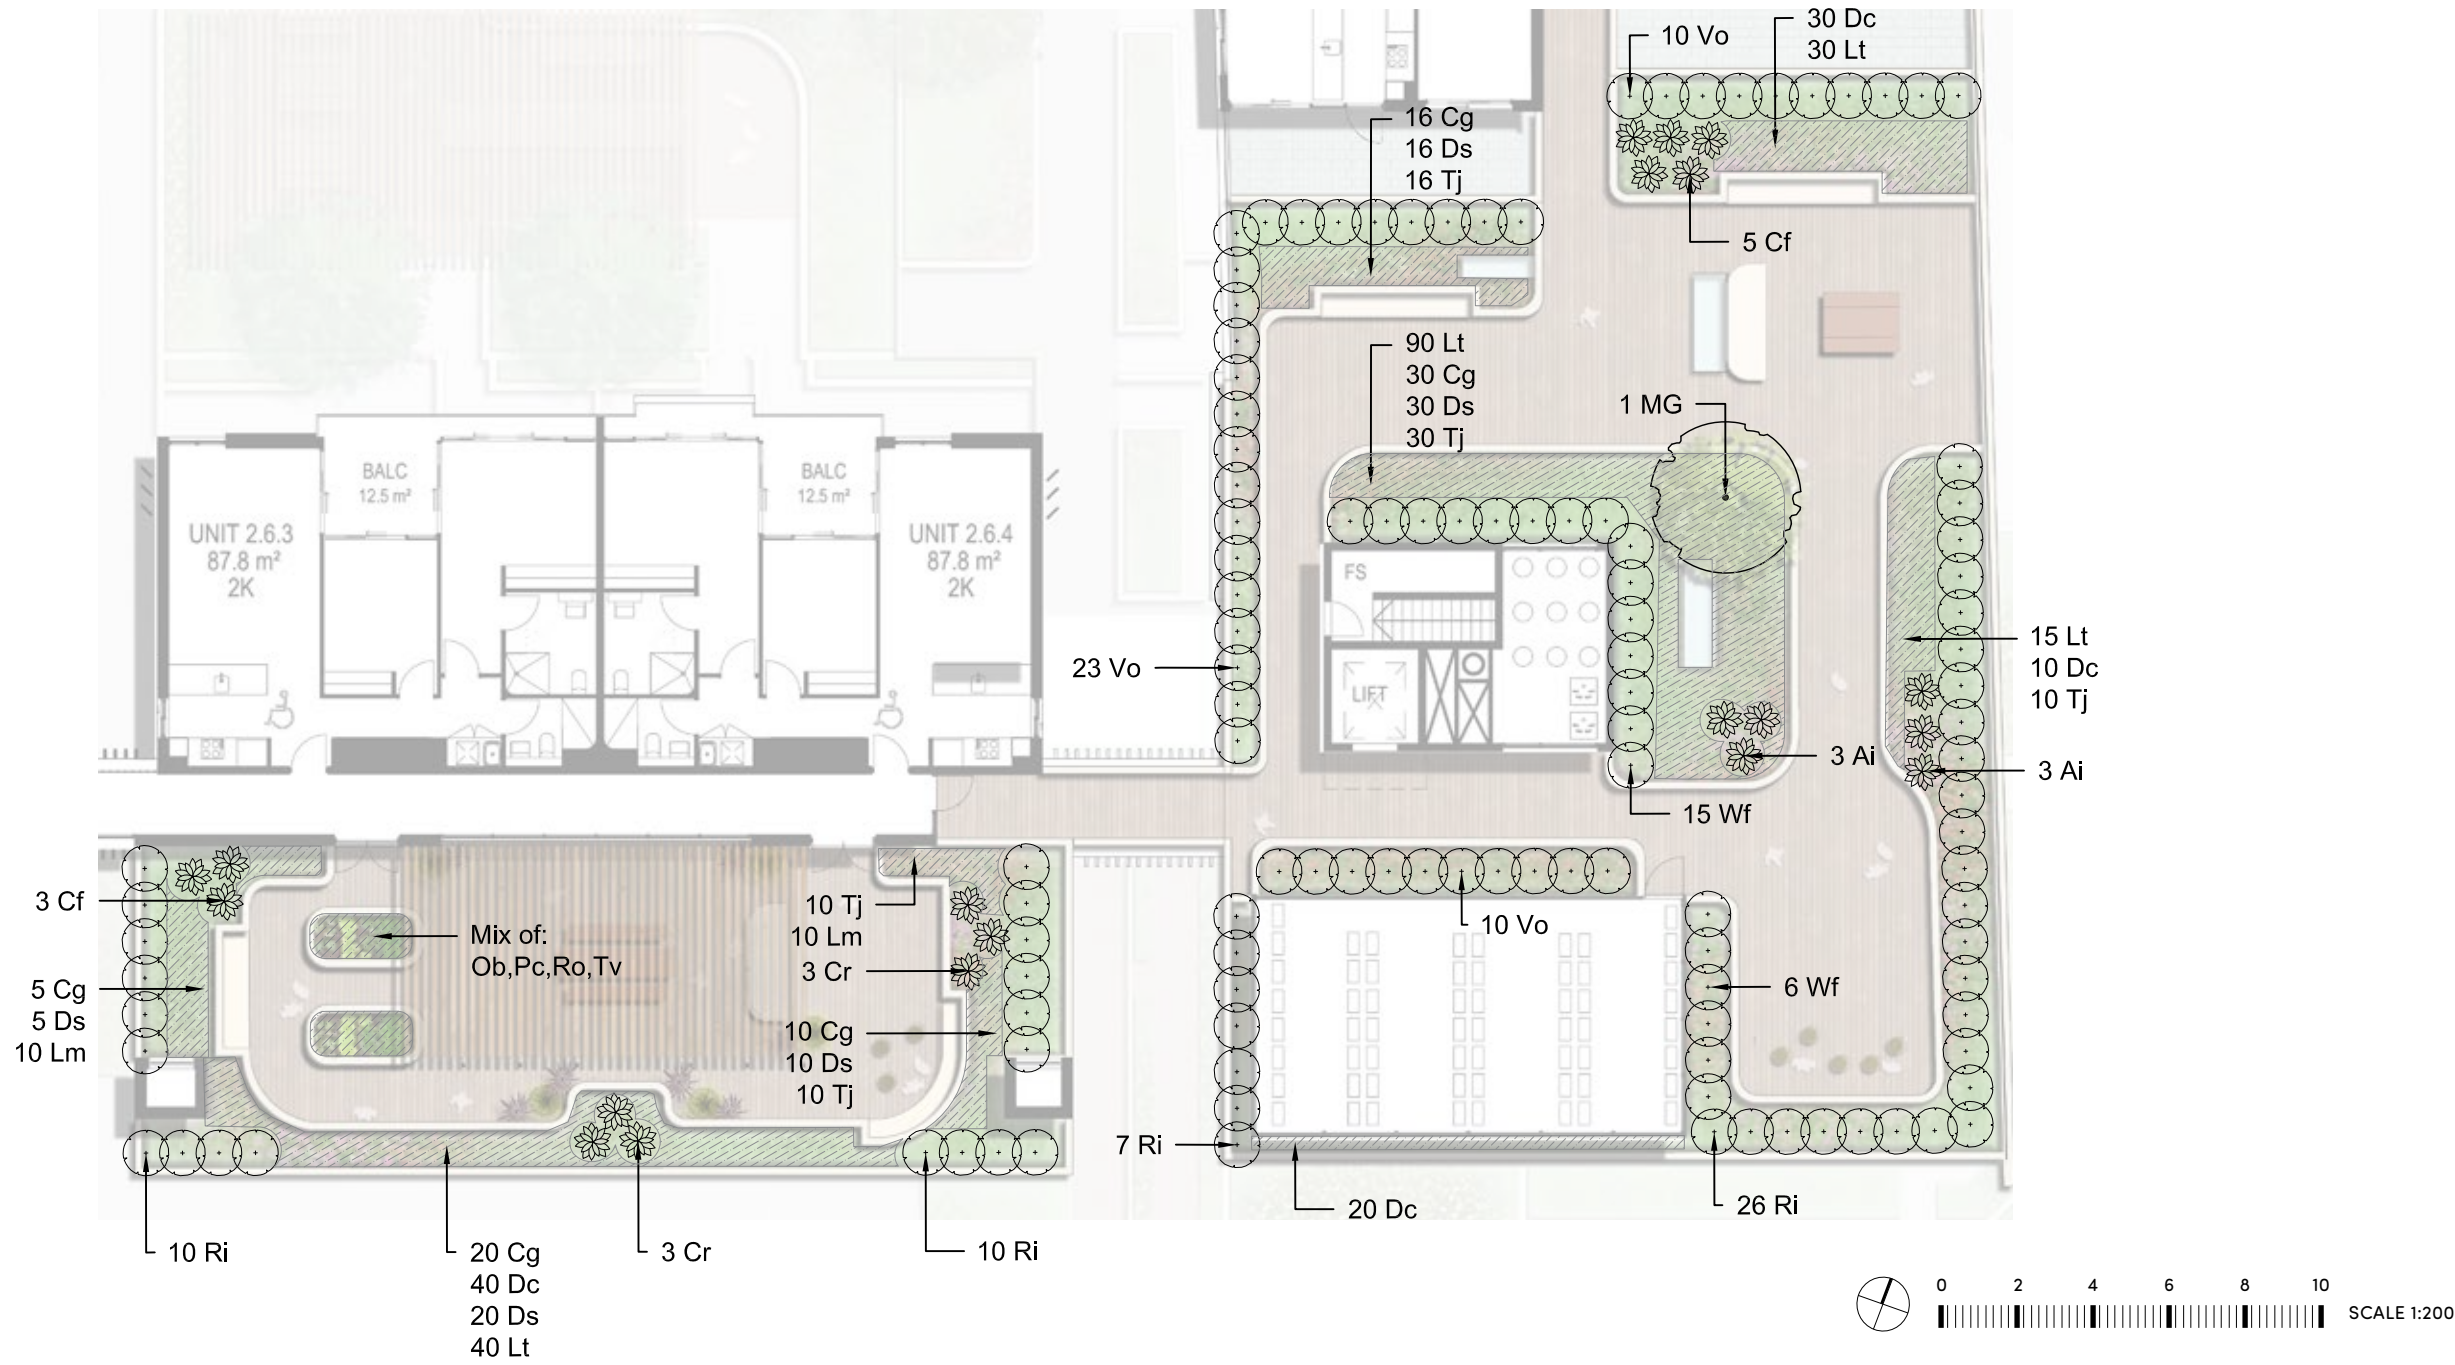 10 Vo
30 Dc
30 Lt
16 Cg
16 Ds
16 Tj
5 Cf
90 Lt
30 Cg
30 Ds
30 Tj
1 MG
BALC
12.5 m²
BALC
12.5 m²
UNIT 2.6.3
87.8 m²
2K
UNIT 2.6.4
87.8 m²
2K
FS
LIFT
23 Vo
15 Lt
10 Dc
10 Tj
3 Ai
3 Ai
15 Wf
3 Cf
Mix of:
Ob,Pc,Ro,Tv
10 Tj
10 Lm
3 Cr
10 Vo
5 Cg
5 Ds
10 Lm
10 Cg
10 Ds
10 Tj
6 Wf
7 Ri
20 Dc
26 Ri
10 Ri
20 Cg
40 Dc
20 Ds
40 Lt
3 Cr
10 Ri
0 2 4 6 8 10
SCALE 1:200